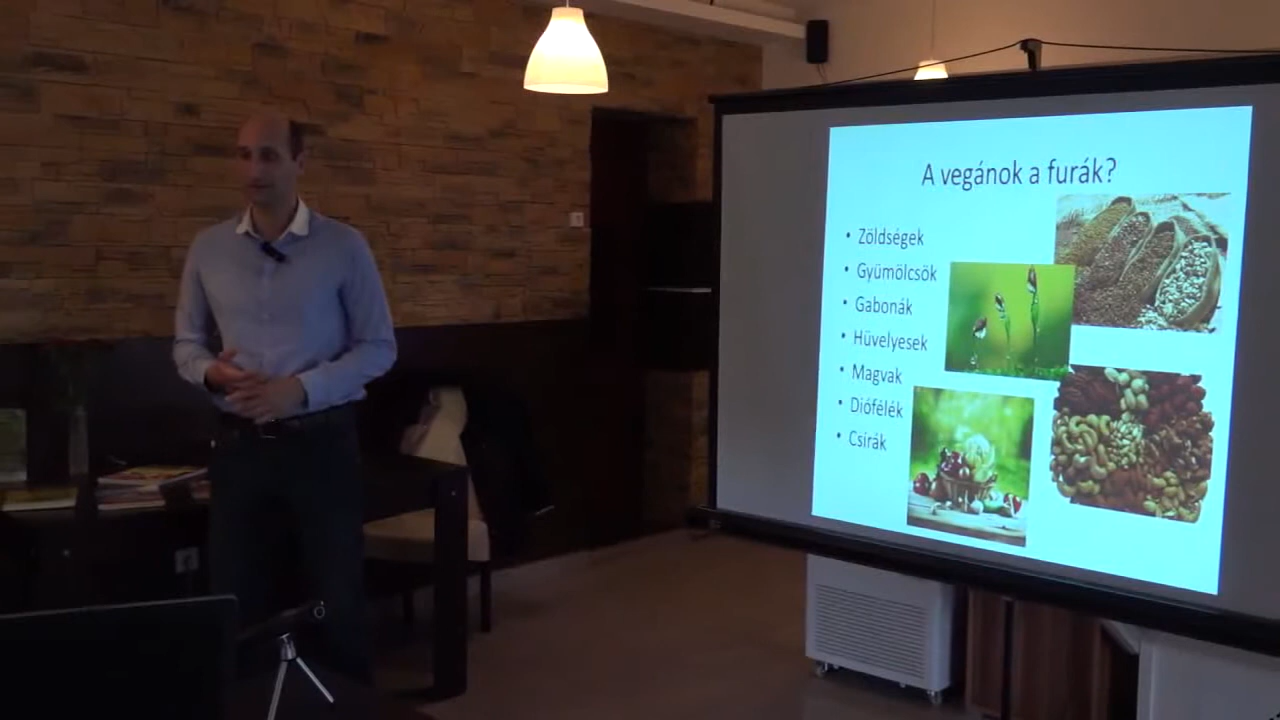 A vegánok a furák?
• Zöldségek
• Gyümölcsök
• Gabonák
• Hüvelyesek
• Magvak
• Diófélék
• Csírák